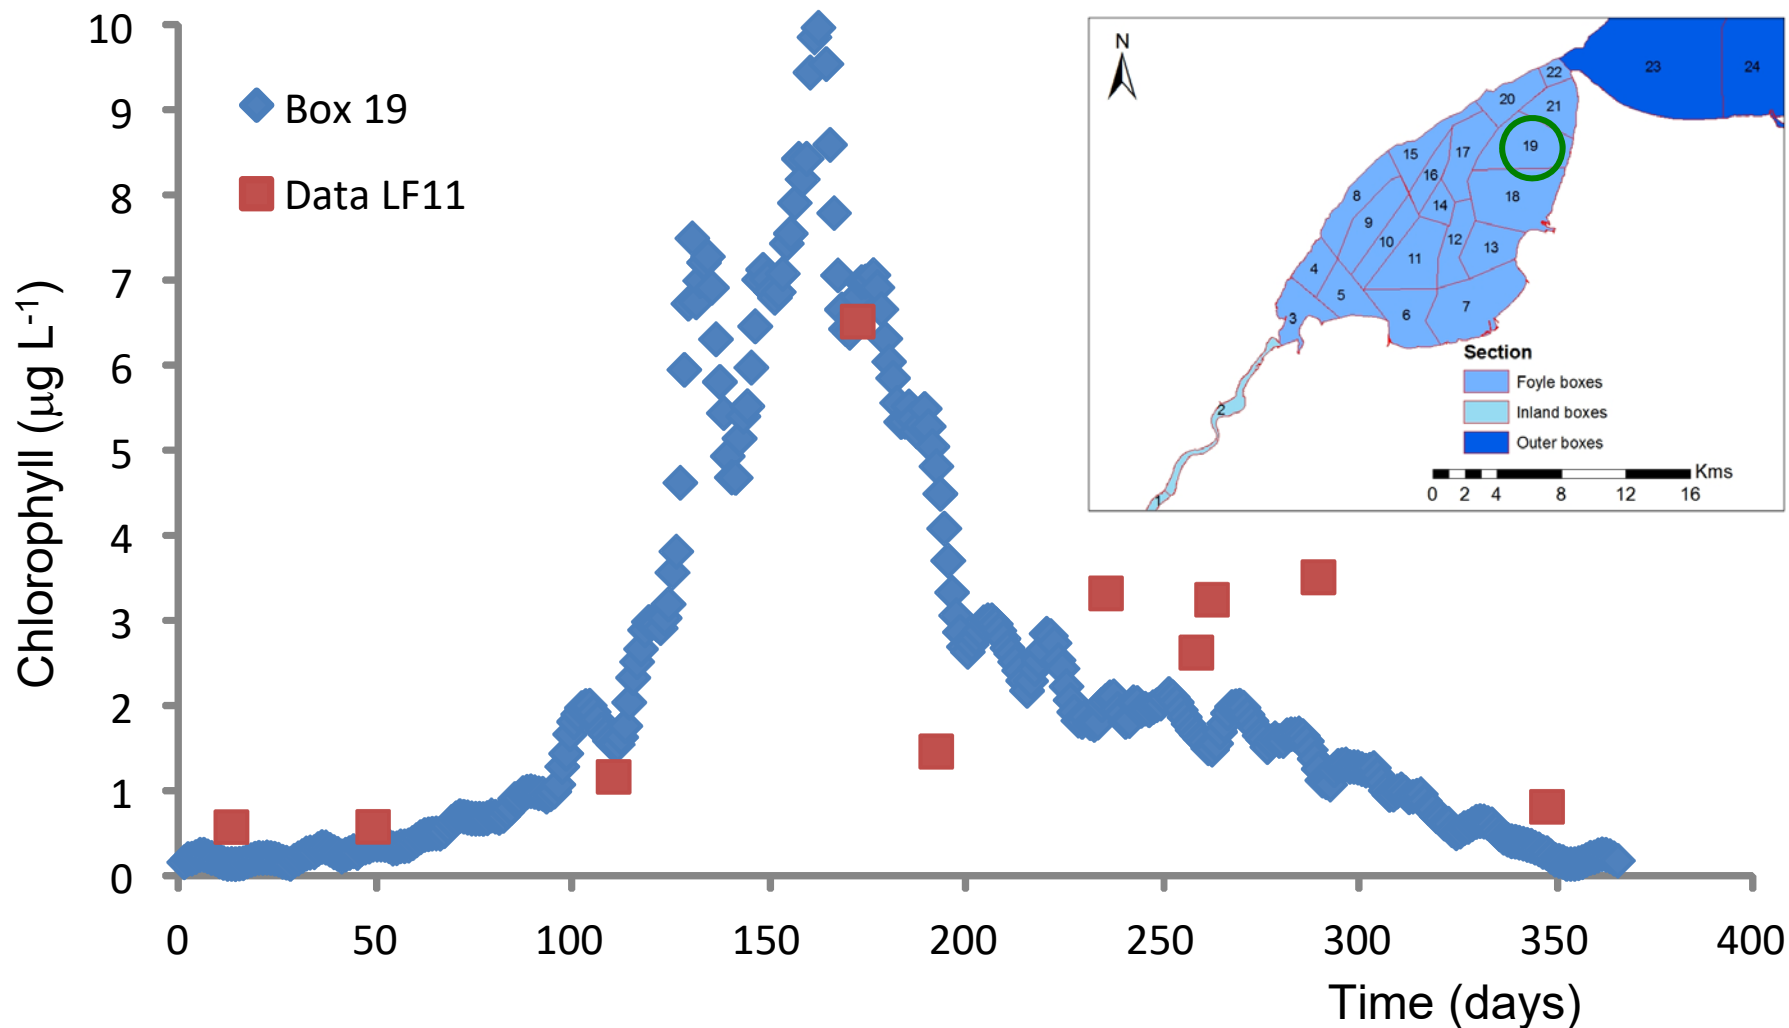 Chlorophyll (µg L-1)
10
9
8
7
6
5
4
3
2
1
0
Box 19
Data LF11
0 50 100 150 200 250 300 350 400
Time (days)
N
22
23
24
20
21
19
15
17
16
18
8
14
9
10
12
13
11
4
5
7
6
3
2
1
Section
Foyle boxes
Inland boxes
Outer boxes
Kms
0 2 4 8 12 16